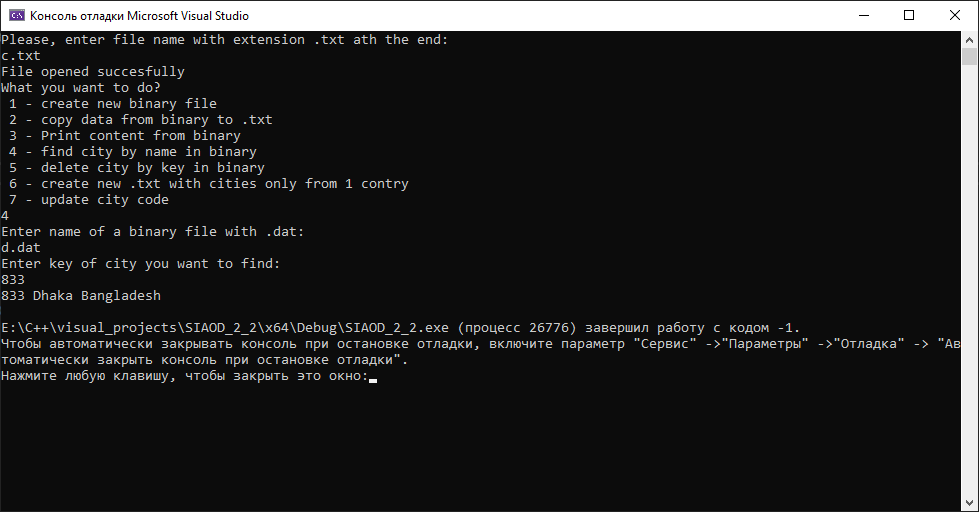 Консоль отладки Microsoft Visual Studio
Please, enter file name with extension .txt ath the end:
c.txt
File opened succesfully
What you want to do?
1 - create new binary file
2 - copy data from binary to .txt
3 - Print content from binary
4 - find city by name in binary
5 - delete city by key in binary
6 - create new .txt with cities only from 1 contry
7 - update city code
4
Enter name of a binary file with .dat:
d.dat
Enter key of city you want to find:
833
833 Dhaka Bangladesh
E:\C++\visual_projects\SIAOD_2_2\x64\Debug\SIAOD_2_2.exe (процесс 26776) завершил работу с кодом -1.
Чтобы автоматически закрывать консоль при остановке отладки, включите параметр "Сервис" ->"Параметры" ->"Отладка" -> "Ав
томатически закрыть консоль при остановке отладки".
Нажмите любую клавишу, чтобы закрыть это окно: